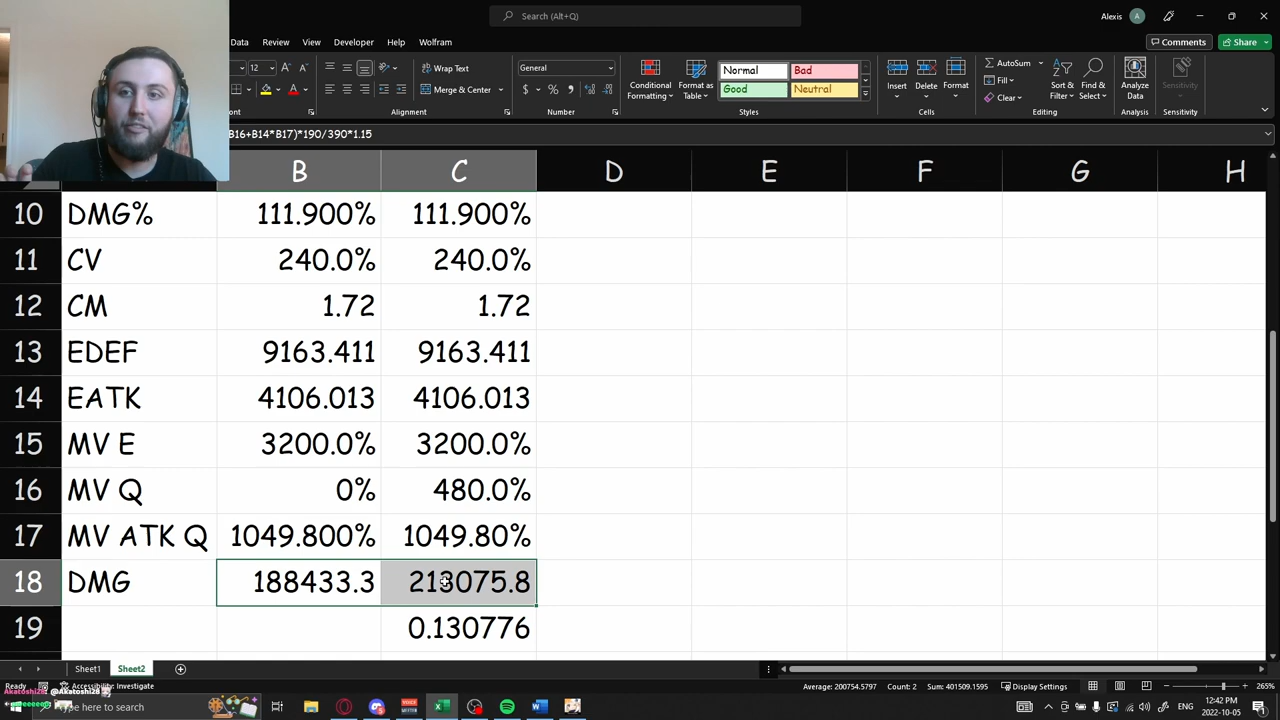 Search (Alt+Q)
Alexis
A
Data Review View Developer Help Wolfram
Comments
Share
12
A A
Wrap Text
General
Merge & Center
$ % ,
Conditional Formatting
Format as Table
Normal
Bad
Good
Neutral
Insert
Delete
Format
AutoSum
Fill
Clear
Sort & Filter
Find & Select
Analyze Data
Sensitivity
Alignment
Number
Styles
Cells
Editing
Analysis
Sensitivity
B16+B14*B17)*190/390*1.15
B C D E F G H
10 DMG% 111.900% 111.900%
11 CV 240.0% 240.0%
12 CM 1.72 1.72
13 EDEF 9163.411 9163.411
14 EATK 4106.013 4106.013
15 MV E 3200.0% 3200.0%
16 MV Q 0% 480.0%
17 MV ATK Q 1049.800% 1049.80%
18 DMG 188433.3 213075.8
19 0.130776
Sheet1 Sheet2
Ready
Accessibility: Investigate
Average: 200754.5797 Count: 2 Sum: 401509.1595 Display Settings 265%
@Akatoshi28
here to search
12:42 PM
2022-10-05